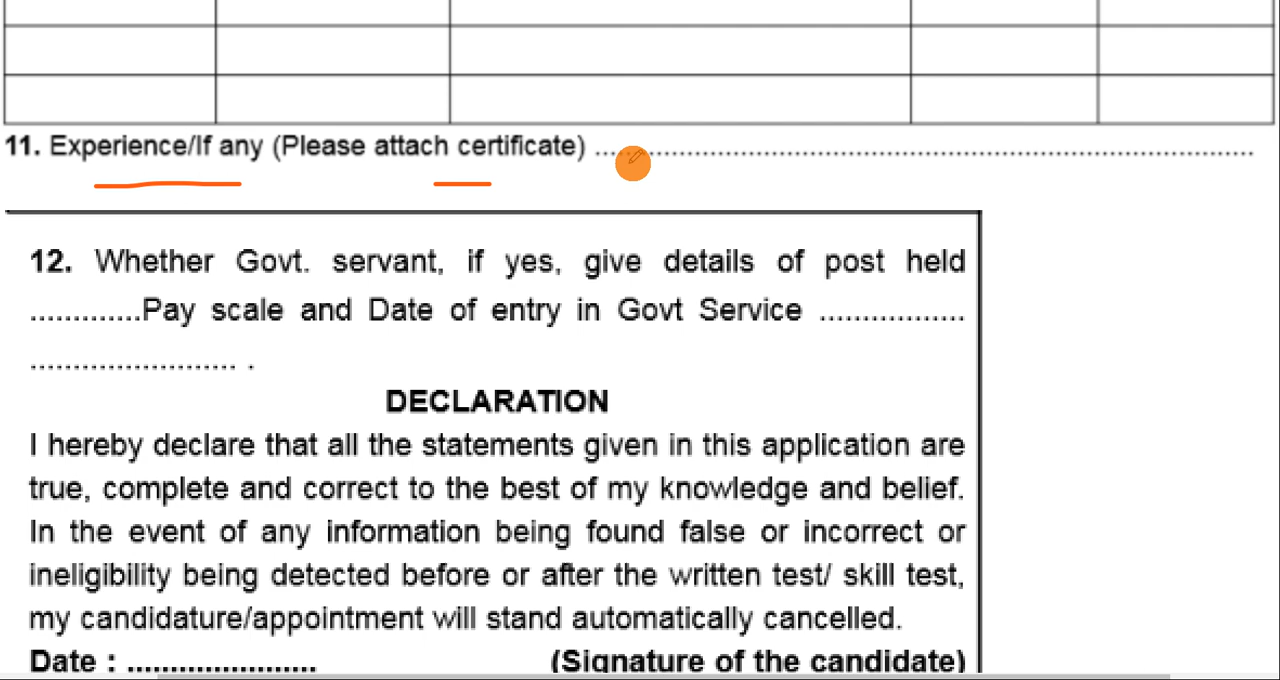 11. Experience/If any (Please attach certificate) ..............................................................................................
12. Whether Govt. servant, if yes, give details of post held
.............Pay scale and Date of entry in Govt Service .................
........................ .
DECLARATION
I hereby declare that all the statements given in this application are
true, complete and correct to the best of my knowledge and belief.
In the event of any information being found false or incorrect or
ineligibility being detected before or after the written test/ skill test,
my candidature/appointment will stand automatically cancelled.
Date : ...................... (Signature of the candidate)